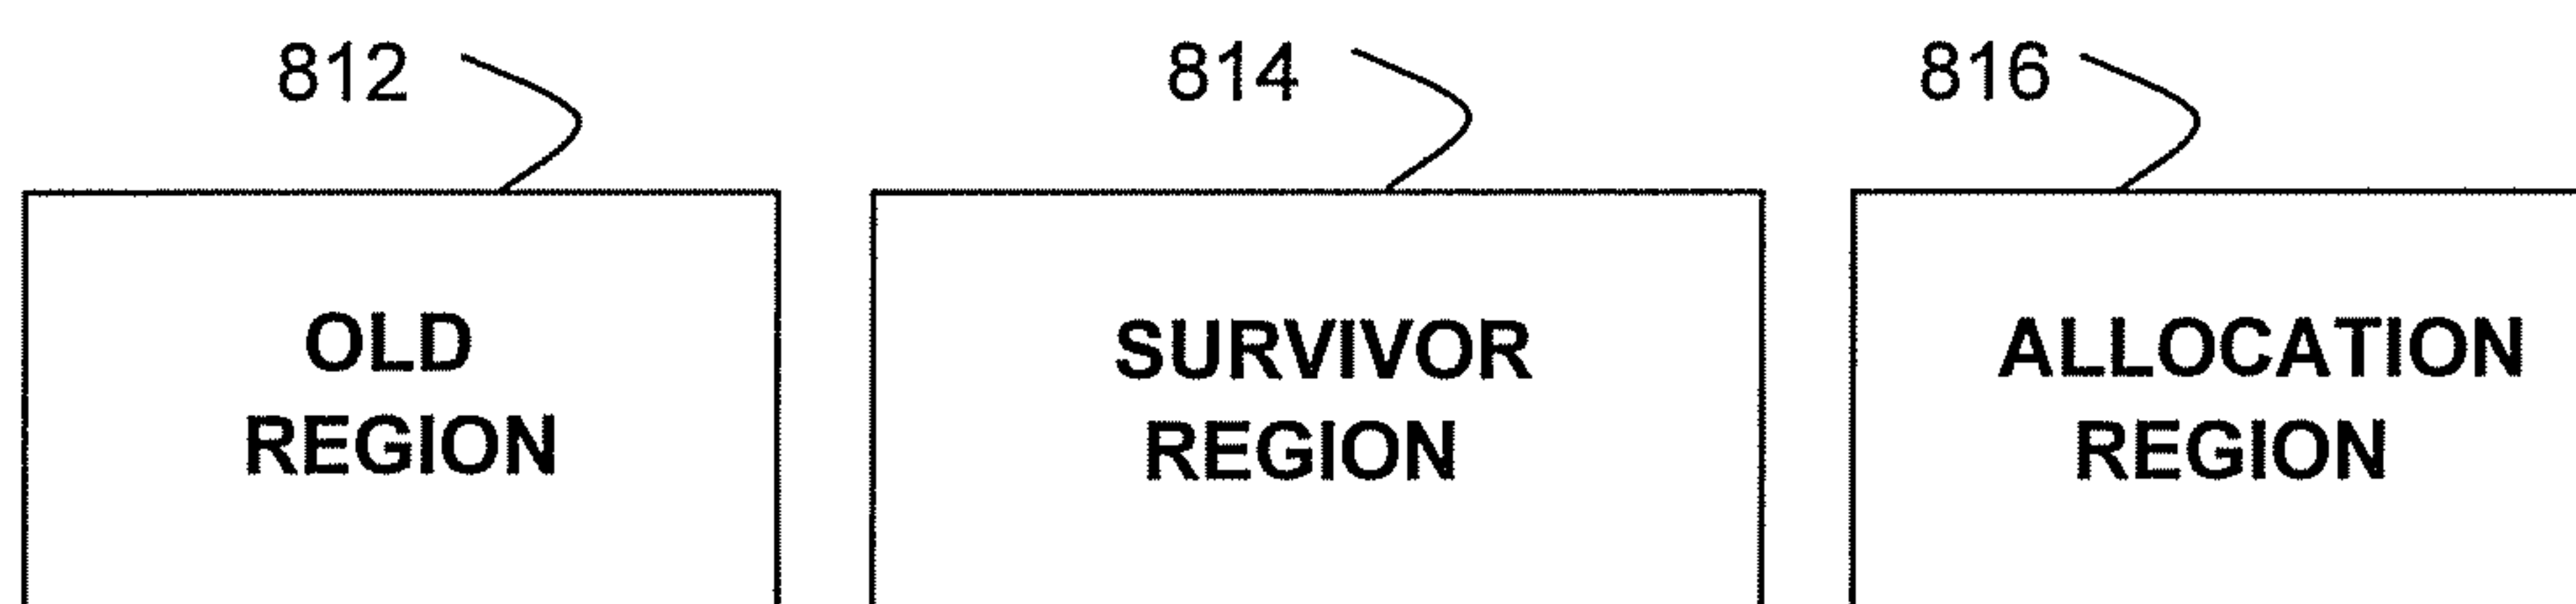 812
814
816
OLD
REGION
SURVIVOR
REGION
ALLOCATION
REGION